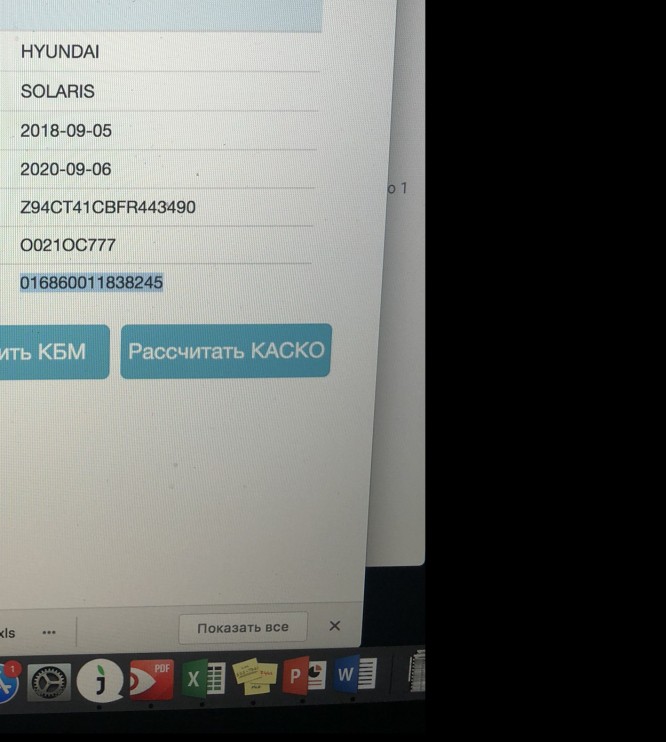 HYUNDAI
SOLARIS
2018-09-05
2020-09-06
Z94CT41CBFR443490
O021OC777
016860011838245
ить КБМ
Рассчитать КАСКО
о 1
xls
...
Показать все
×
1
PDF
X
P
W